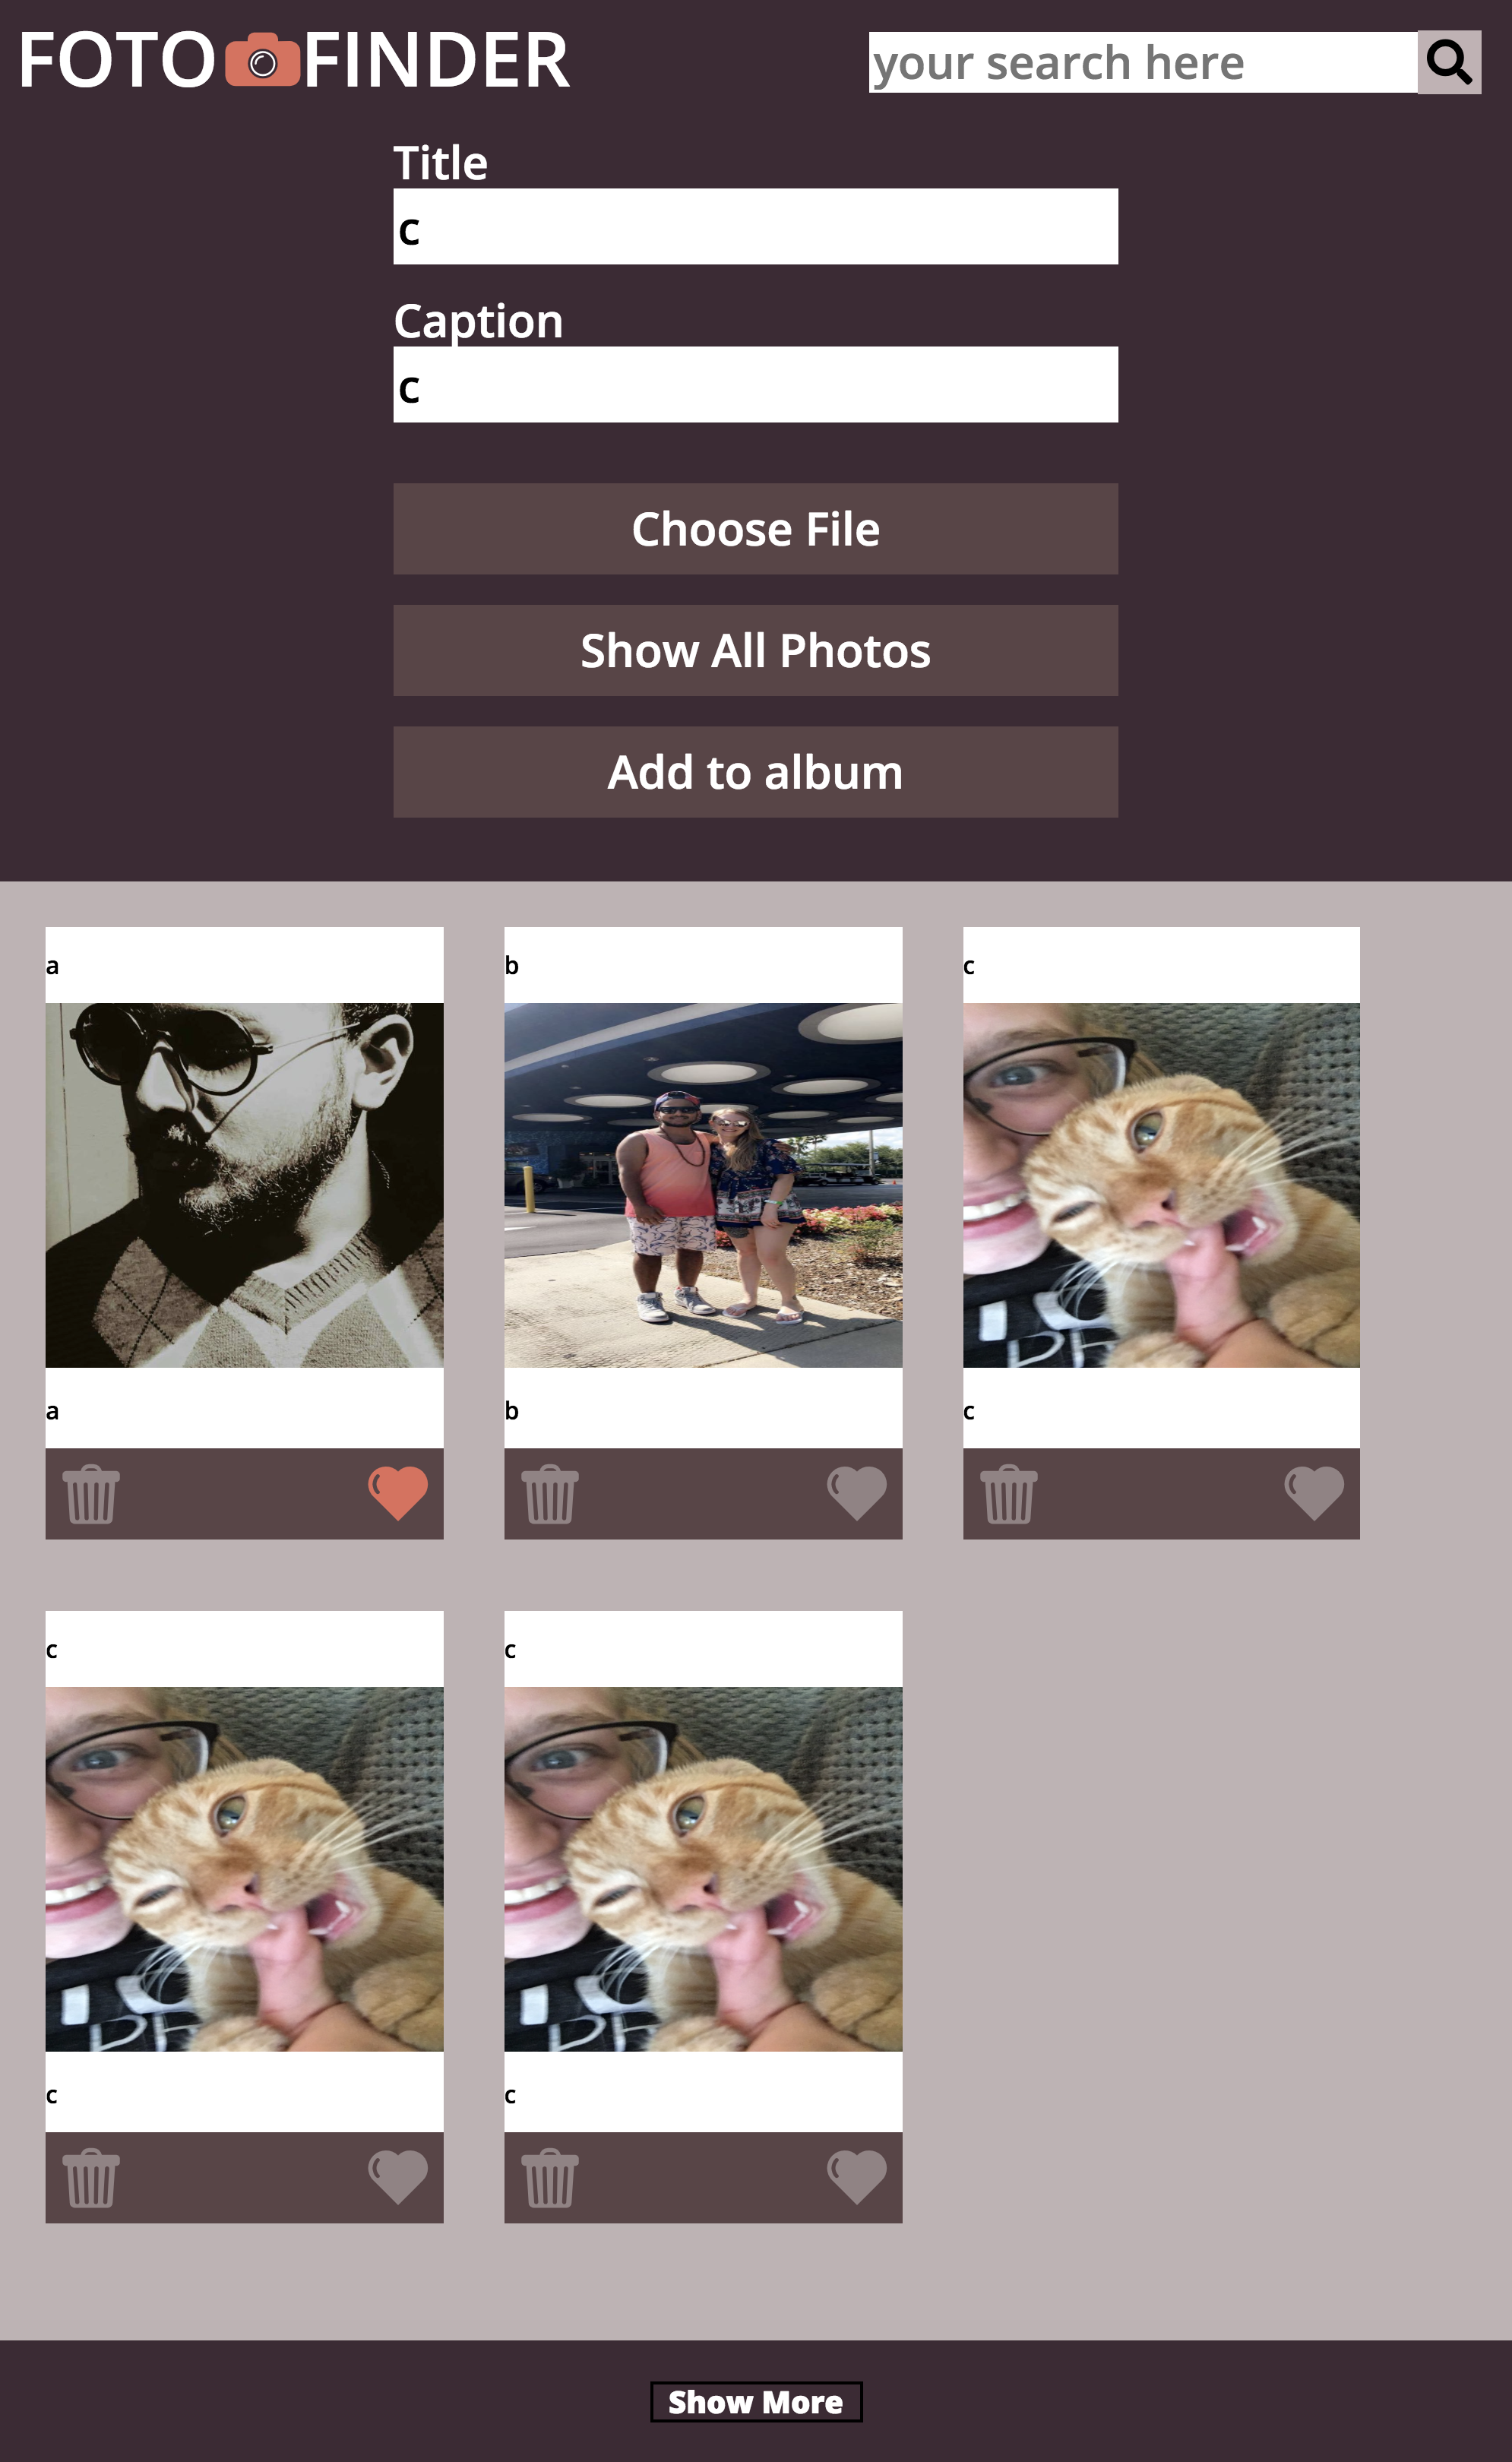 FOTO FINDER
your search here
Title
c
Caption
c
Choose File
Show All Photos
Add to album
a
b
c
a
b
c
c
c
c
c
Show More